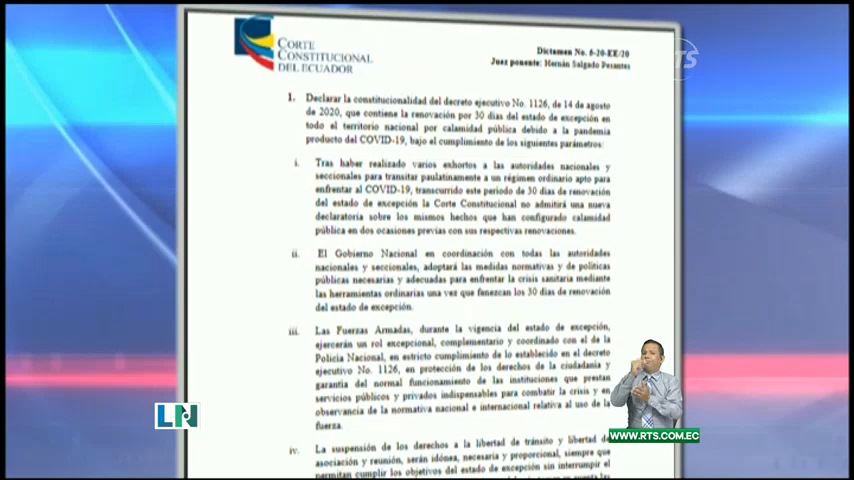 CORTE
CONSTITUCIONAL
DEL ECUADOR
Dictamen No. 6-20-EE/20
Juez ponente: Hernán Salgado Pesantes
RTS
1. Declarar la constitucionalidad del decreto ejecutivo No. 1126, de 14 de agosto
de 2020, que contiene la renovación por 30 días del estado de excepción en
todo el territorio nacional por calamidad pública debido a la pandemia
producto del COVID-19, bajo el cumplimiento de los siguientes parámetros:
i. Tras haber realizado varios exhortos a las autoridades nacionales y
seccionales para transitar paulatinamente a un régimen ordinario apto para
enfrentar al COVID-19, transcurrido este periodo de 30 días de renovación
del estado de excepción la Corte Constitucional no admitirá una nueva
declaratoria sobre los mismos hechos que han configurado calamidad
pública en dos ocasiones previas con sus respectivas renovaciones.
ii. El Gobierno Nacional en coordinación con todas las autoridades
nacionales y seccionales, adoptará las medidas normativas y de políticas
públicas necesarias y adecuadas para enfrentar la crisis sanitaria mediante
las herramientas ordinarias una vez que fenezcan los 30 días de renovación
del estado de excepción.
iii. Las Fuerzas Armadas, durante la vigencia del estado de excepción,
ejercerán un rol excepcional, complementario y coordinado con el de la
Policía Nacional, en estricto cumplimiento de lo establecido en el decreto
ejecutivo No. 1126, en protección de los derechos de la ciudadanía y
garantía del normal funcionamiento de las instituciones que prestan
servicios públicos y privados indispensables para combatir la crisis y en
observancia de la normativa nacional e internacional relativa al uso de la
fuerza.
iv. La suspensión de los derechos a la libertad de tránsito y libertad de
asociación y reunión, serán idónea, necesaria y proporcional, siempre que
permitan cumplir los objetivos del estado de excepción sin interrumpir el
LN
WWW.RTS.COM.EC